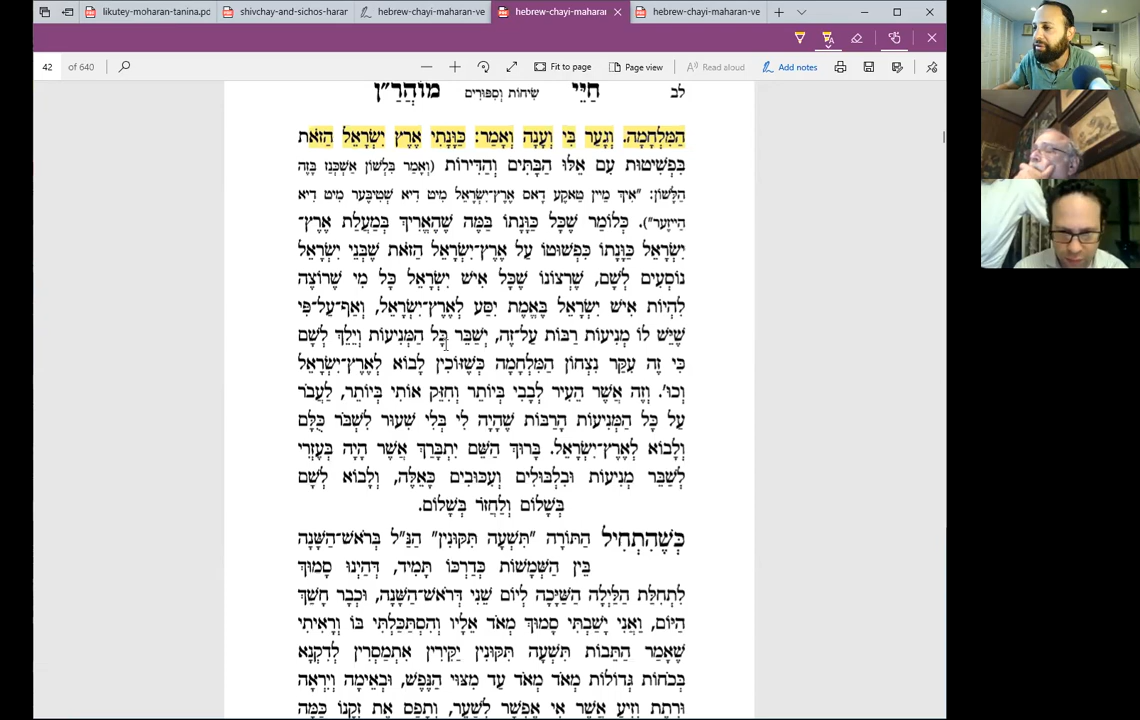 likutey-moharan-tanina.pd
shivchay-and-sichos-haran
hebrew-chayi-maharan-ve
hebrew-chayi-maharan
hebrew-chayi-maharan-ve
42 of 640
Fit to page
Page view
Read aloud
Add notes
לב שִׂיחוֹת וְסִפּוּרִים חַיֵּי מוֹהֲרַ״ן
הַמִּלְחָמָה. וְגָעַר בִּי וְעָנָה וְאָמַר: כַּוָּנָתִי אֶרֶץ יִשְׂרָאֵל הַזֹּאת
בִּפְשִׁיטוּת עִם אֵלּוּ הַבָּתִּים וְהַדִּירוֹת (וְאָמַר בִּלְשׁוֹן אַשְׁכְּנַז בָּזֶה
הַלָּשׁוֹן: "אִיךְ מֵיין טַאקֶע דָאס אֶרֶץ־יִשְׂרָאֵל מִיט דִיא שְׁטִיבֶּער מִיט דִיא
הַייזֶער"). כְּלוֹמַר שֶׁכָּל כַּוָּנָתוֹ בְּמֶה שֶׁהֶאֱרִיךְ בְּמַעֲלַת אֶרֶץ־
יִשְׂרָאֵל כַּוָּנָתוֹ כִּפְשׁוּטוֹ עַל אֶרֶץ־יִשְׂרָאֵל הַזֹּאת שֶׁבְּנֵי יִשְׂרָאֵל
נוֹסְעִים לְשָׁם, שֶׁרְצוֹנוֹ שֶׁכָּל אִישׁ יִשְׂרָאֵל כָּל מִי שֶׁרוֹצֶה
לִהְיוֹת אִישׁ יִשְׂרָאֵל בֶּאֱמֶת יִסַּע לְאֶרֶץ־יִשְׂרָאֵל, וְאַף־עַל־פִּי
שֶׁיֵּשׁ לוֹ מְנִיעוֹת רַבּוֹת עַל־זֶה, יְשַׁבֵּר כָּל הַמְּנִיעוֹת וְיֵלֵךְ לְשָׁם
כִּי זֶה עִקַּר נִצְחוֹן הַמִּלְחָמָה כְּשֶׁזּוֹכִין לָבוֹא לְאֶרֶץ־יִשְׂרָאֵל
וְכוּ'. וְזֶה אֲשֶׁר הֵעִיר לְבָבִי בְּיוֹתֵר וְחִזֵּק אוֹתִי בְּיוֹתֵר, לַעֲבֹר
עַל כָּל הַמְּנִיעוֹת הָרַבּוֹת שֶׁהָיָה לִי בְּלִי שִׁעוּר לְשַׁבֵּר כֻּלָּם
וְלָבוֹא לְאֶרֶץ־יִשְׂרָאֵל. בָּרוּךְ הַשֵּׁם יִתְבָּרַךְ אֲשֶׁר הָיָה בְּעֶזְרִי
לְשַׁבֵּר מְנִיעוֹת וּבִלְבּוּלִים וְעִכּוּבִים כָּאֵלֶּה, וְלָבוֹא לְשָׁם
בְּשָׁלוֹם וְלַחֲזֹר בְּשָׁלוֹם.
כְּשֶׁהִתְחִיל הַתּוֹרָה "תִּשְׁעָה תִּקּוּנִין" הַנַּ"ל בְּרֹאשׁ־הַשָּׁנָה
בֵּין הַשְּׁמָשׁוֹת כְּדַרְכּוֹ תָּמִיד, דְּהַיְנוּ סָמוּךְ
לִתְחִלַּת הַלַּיְלָה הַשַּׁיָּכָה לְיוֹם שֵׁנִי דְּרֹאשׁ־הַשָּׁנָה, וּכְבָר חָשַׁךְ
הַיּוֹם, וַאֲנִי יָשַׁבְתִּי סָמוּךְ מְאֹד אֵלָיו וְהִסְתַּכַּלְתִּי בּוֹ וְרָאִיתִי
שֶׁאָמַר הַתֵּבוֹת תִּשְׁעָה תִּקּוּנִין יַקִּירִין אִתְמַסְרִין לְדִקְנָא
בְּכֹחוֹת גְּדוֹלוֹת מְאֹד מְאֹד עַד מִצּוּי הַנֶּפֶשׁ, וּבְאֵימָה וְיִרְאָה
וּרְתֵת וְזִיעַ אֲשֶׁר אִי אֶפְשָׁר לְשַׁעֵר, וְתָפַס אֶת זְקָנוֹ כַּמָּה